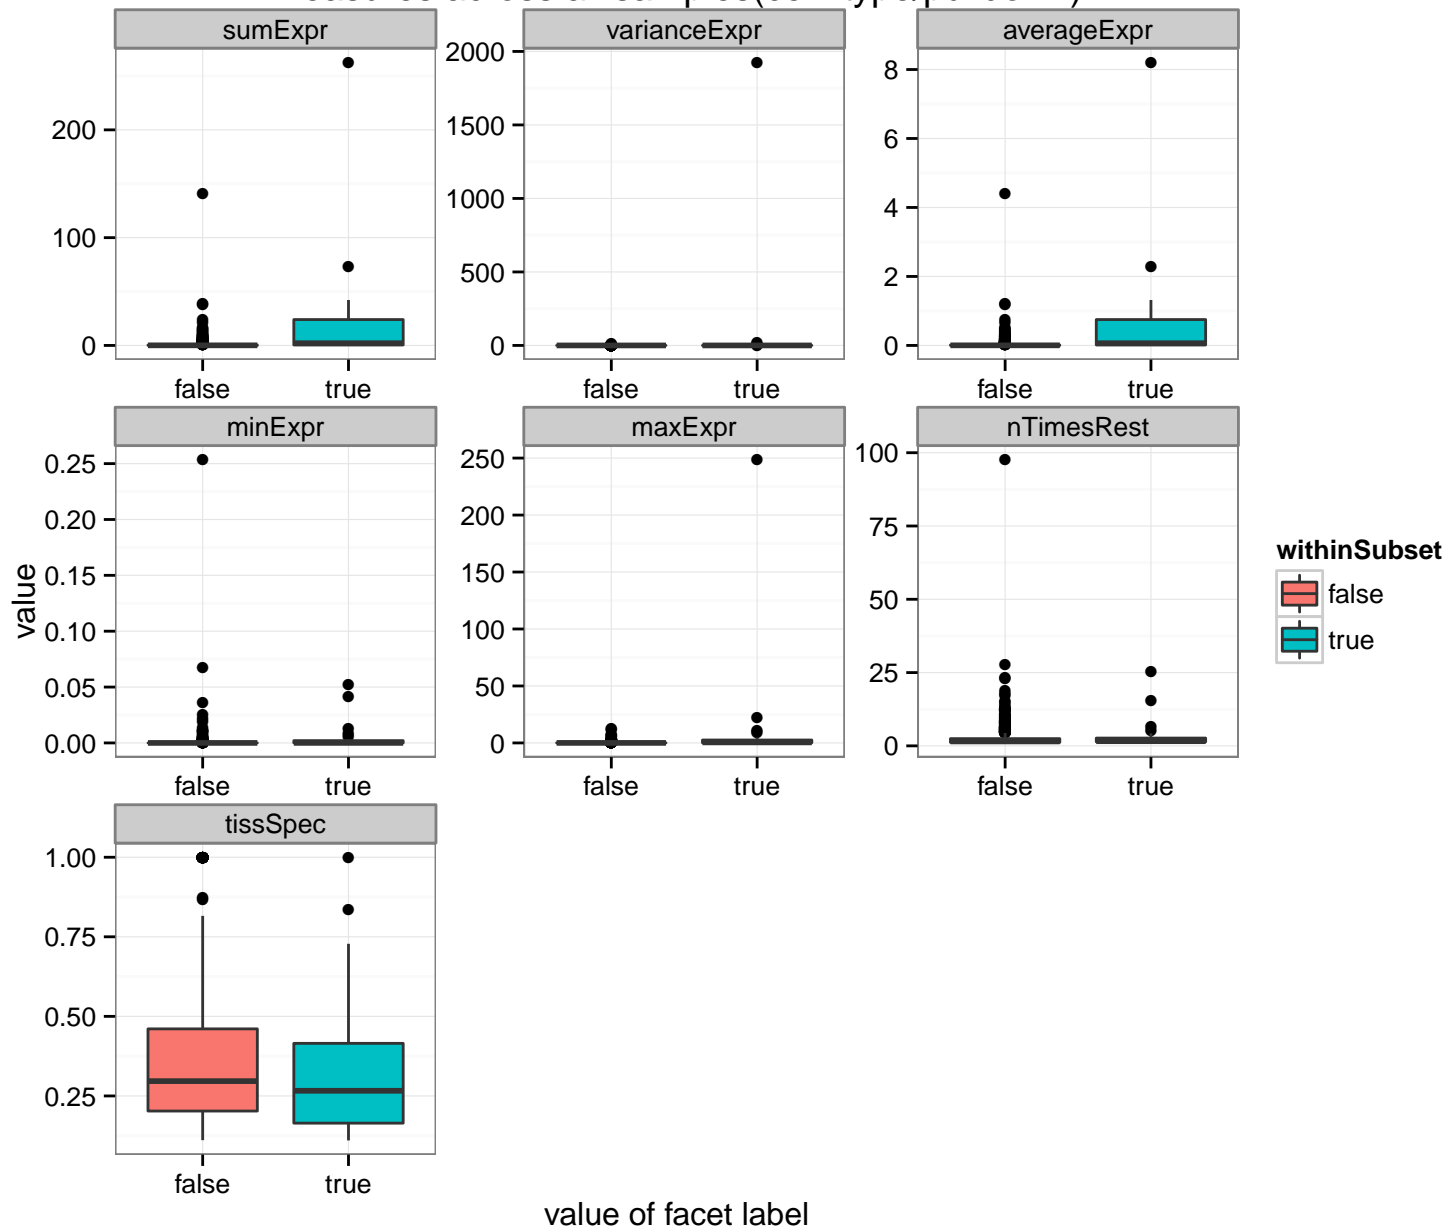 sumExpr varianceExpr averageExpr
200
100
0
false true
2000
1500
1000
500
0
false true
8
6
4
2
0
false true
minExpr maxExpr nTimesRest
0.25
0.20
0.15
0.10
0.05
0.00
false true
250
200
150
100
50
0
false true
100
75
50
25
0
false true
tissSpec
1.00
0.75
0.50
0.25
false true
value
value of facet label
withinSubset
false
true